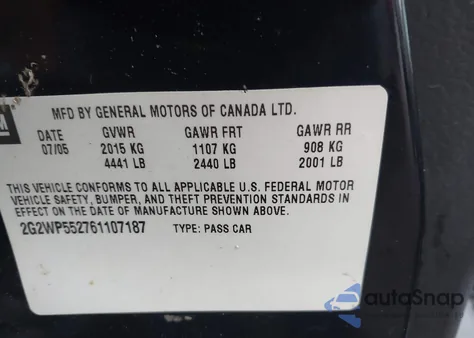 M
MFD BY GENERAL MOTORS OF CANADA LTD.
DATE GVWR GAWR FRT GAWR RR
07/05 2015 KG 1107 KG 908 KG
4441 LB 2440 LB 2001 LB
THIS VEHICLE CONFORMS TO ALL APPLICABLE U.S. FEDERAL MOTOR
VEHICLE SAFETY, BUMPER, AND THEFT PREVENTION STANDARDS IN
EFFECT ON THE DATE OF MANUFACTURE SHOWN ABOVE.
2G2WP552761107187 TYPE: PASS CAR
autoSnap